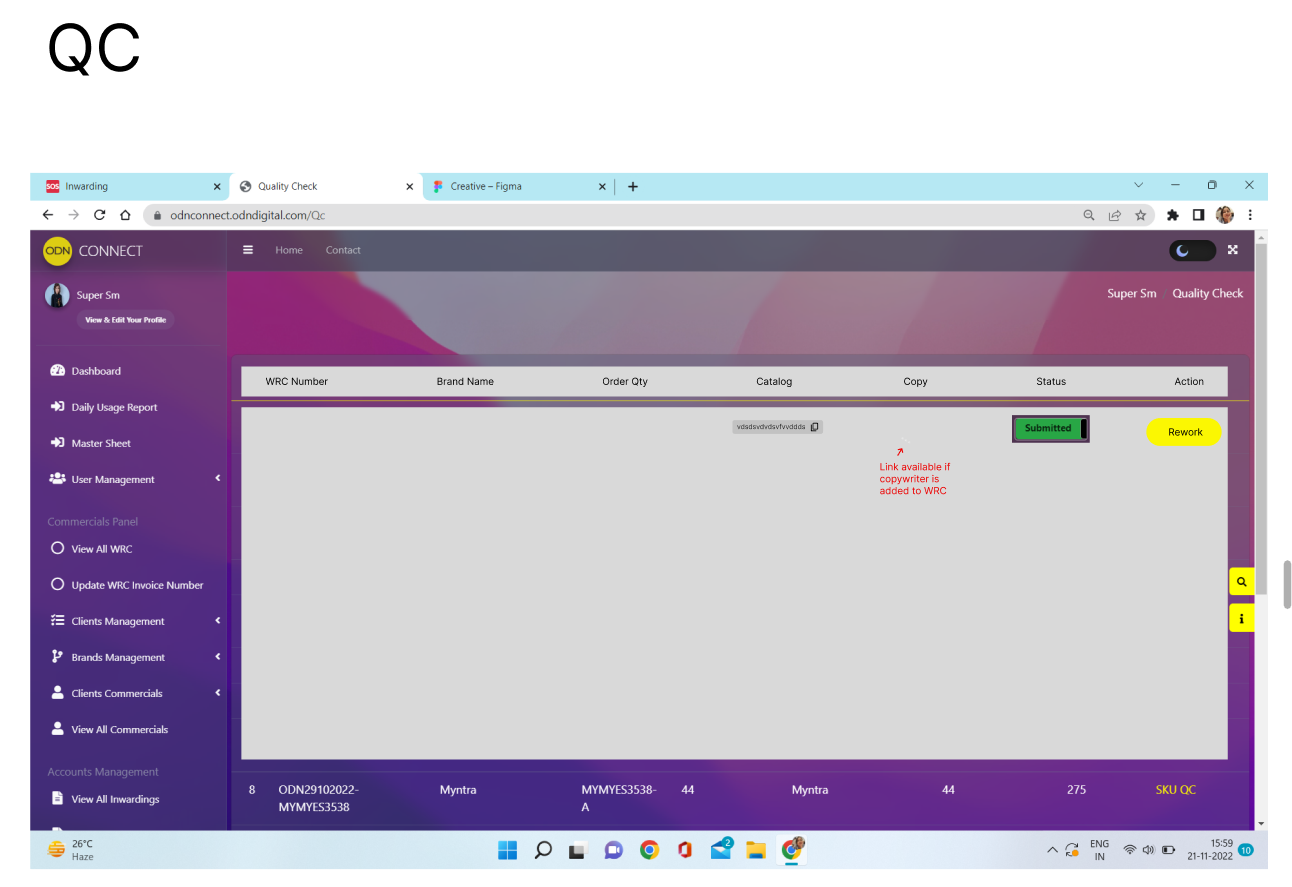 QC
SOS Inwarding
Quality Check
Creative – Figma
odnconnect.odndigital.com/Qc
ODN CONNECT
Home Contact
Super Sm
View & Edit Your Profile
Super Sm / Quality Check
Dashboard
Daily Usage Report
Master Sheet
User Management
Commercials Panel
View All WRC
Update WRC Invoice Number
Clients Management
Brands Management
Clients Commercials
View All Commercials
Accounts Management
View All Inwardings
WRC Number Brand Name Order Qty Catalog Copy Status Action
vdsdsvdvdsvfvvddds
Submitted
Rework
Link available if
copywriter is
added to WRC
8 ODN29102022- Myntra MYMYES3538- 44 Myntra 44 275 SKU QC
MYMYES3538 A
26°C
Haze
2
ENG
IN
15:59
21-11-2022
10